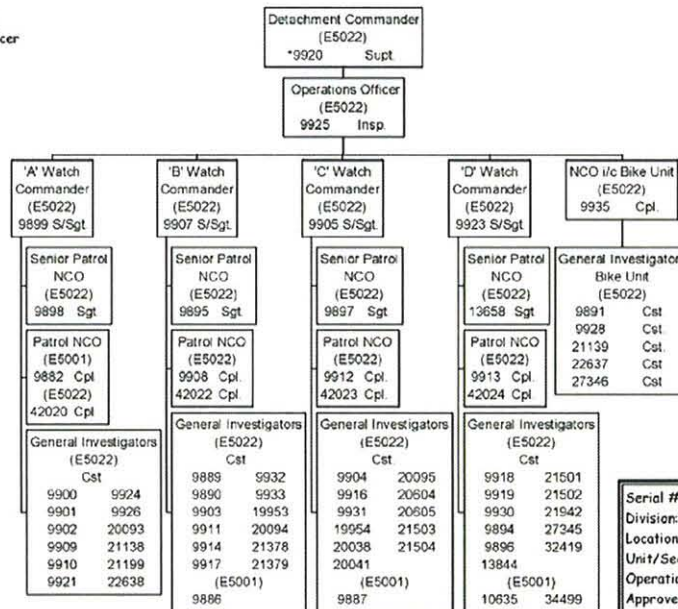 cer
Detachment Commander
(E5022)
*9920 Supt.
Operations Officer
(E5022)
9925 Insp.
'A' Watch
Commander
(E5022)
9899 S/Sgt.
'B' Watch
Commander
(E5022)
9907 S/Sgt.
'C' Watch
Commander
(E5022)
9905 S/Sgt.
'D' Watch
Commander
(E5022)
9923 S/Sgt.
NCO i/c Bike Unit
(E5022)
9935 Cpl.
Senior Patrol
NCO
(E5022)
9898 Sgt
Senior Patrol
NCO
(E5022)
9895 Sgt
Senior Patrol
NCO
(E5022)
9897 Sgt
Senior Patrol
NCO
(E5022)
13658 Sgt
General Investigator
Bike Unit
(E5022)
9891 Cst
9928 Cst.
21139 Cst.
22637 Cst
27346 Cst
Patrol NCO
(E5001)
9882 Cpl.
(E5022)
42020 Cpl
Patrol NCO
(E5022)
9908 Cpl.
42022 Cpl.
Patrol NCO
(E5022)
9912 Cpl.
42023 Cpl.
Patrol NCO
(E5022)
9913 Cpl.
42024 Cpl.
General Investigators
(E5022)
Cst
9900 9924
9901 9926
9902 20093
9909 21138
9910 21199
9921 22638
General Investigators
(E5022)
Cst
9889 9932
9890 9933
9903 19953
9911 20094
9914 21378
9917 21379
(E5001)
9886
General Investigators
(E5022)
Cst.
9904 20095
9916 20604
9931 20605
19954 21503
20038 21504
20041
(E5001)
9887
General Investigators
(E5022)
Cst
9918 21501
9919 21502
9930 21942
9894 27345
9896 32419
13844
(E5001)
10635 34499
Serial #
Division:
Location
Unit/Sec
Operatio
Approve